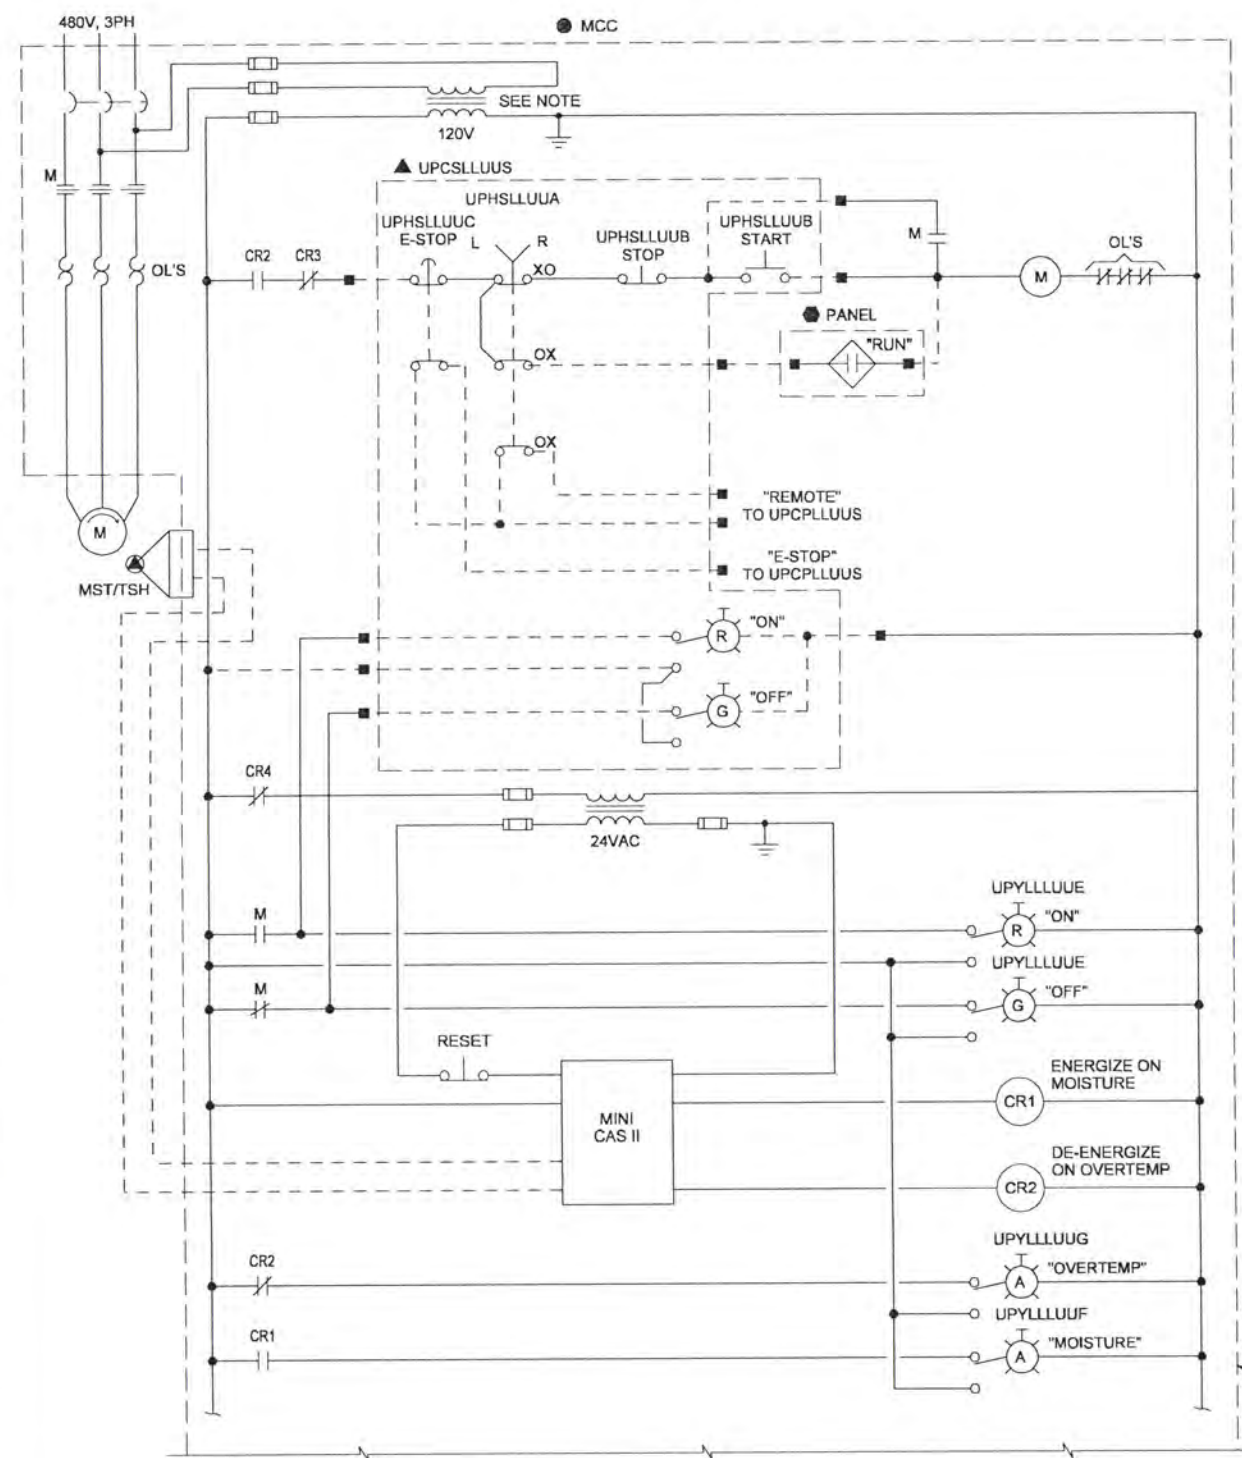 480V, 3PH
MCC
SEE NOTE
120V
M
UPCSLLUUS
UPHSLLUUA
UPHSLLUUC
E-STOP
L
R
UPHSLLUUB
STOP
UPHSLLUUB
START
M
OL'S
CR2
CR3
XO
OL'S
M
PANEL
"RUN"
OX
OX
"REMOTE"
TO UPCPLLUUS
M
MST/TSH
"E-STOP"
TO UPCPLLUUS
R
"ON"
G
"OFF"
CR4
24VAC
UPYLLLUUE
M
R
"ON"
UPYLLLUUE
M
G
"OFF"
RESET
MINI
CAS II
ENERGIZE ON
MOISTURE
CR1
DE-ENERGIZE
ON OVERTEMP
CR2
UPYLLLUUG
CR2
A
"OVERTEMP"
UPYLLLUUF
CR1
A
"MOISTURE"